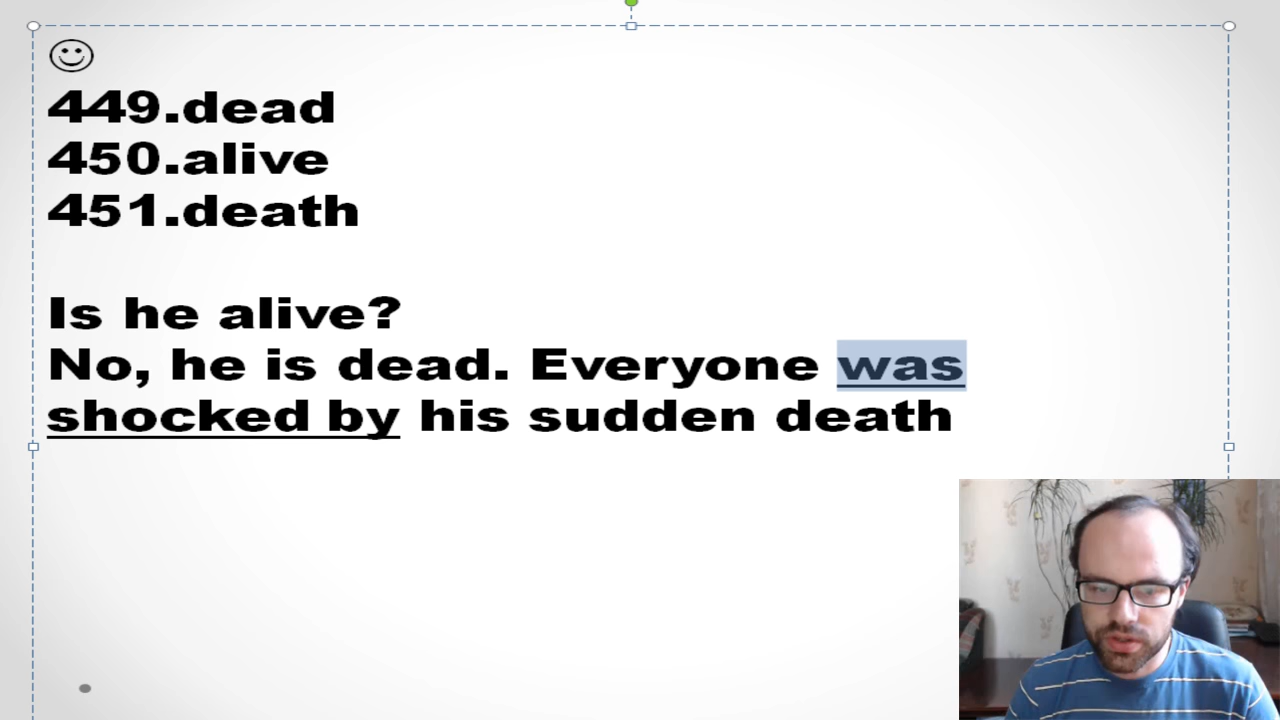 449.dead
450.alive
451.death
Is he alive?
No, he is dead. Everyone was
shocked by his sudden death